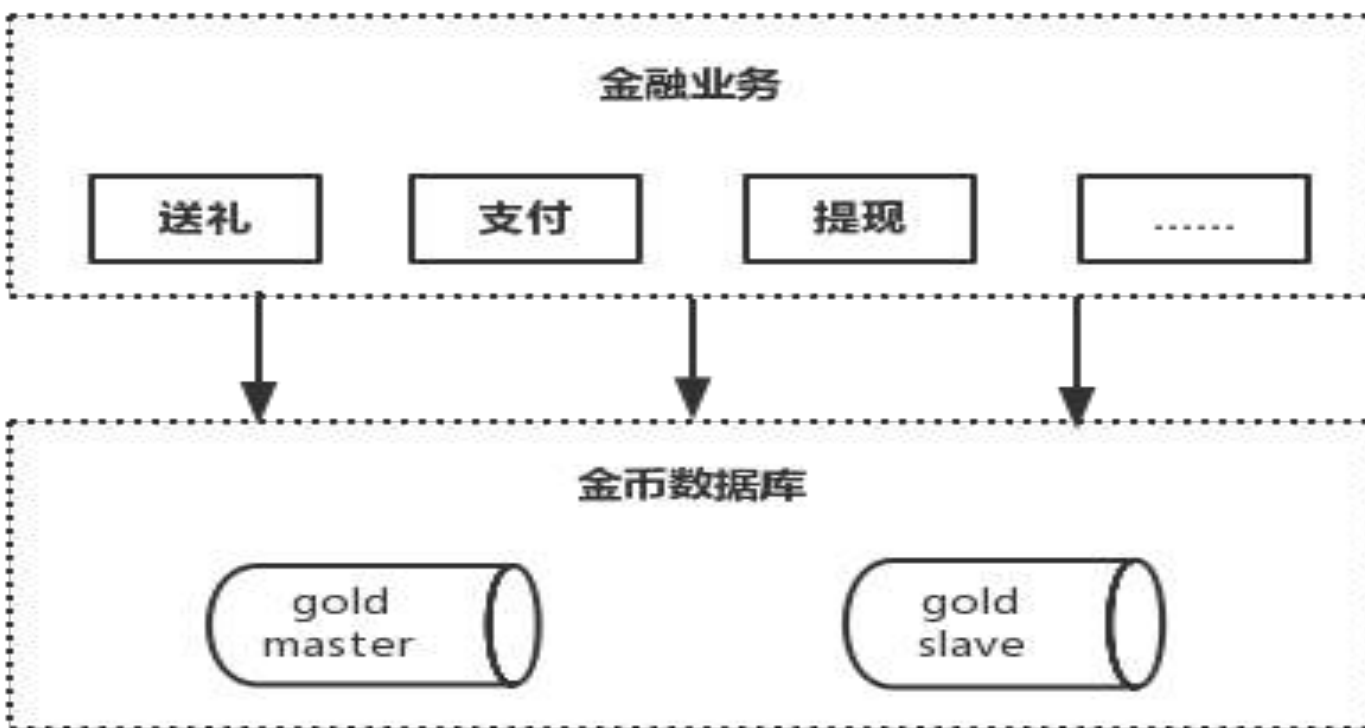 金融业务
送礼
支付
提现
......
金币数据库
gold
master
gold
slave